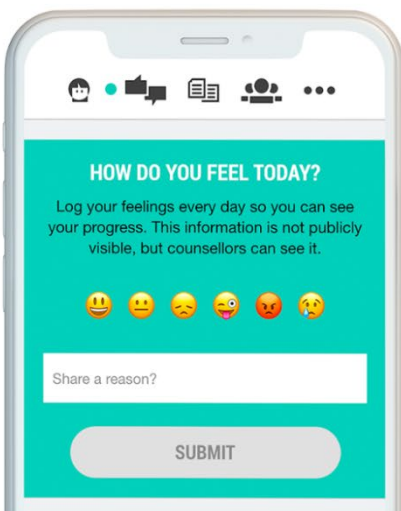 HOW DO YOU FEEL TODAY?
Log your feelings every day so you can see
your progress. This information is not publicly
visible, but counsellors can see it.
Share a reason?
SUBMIT